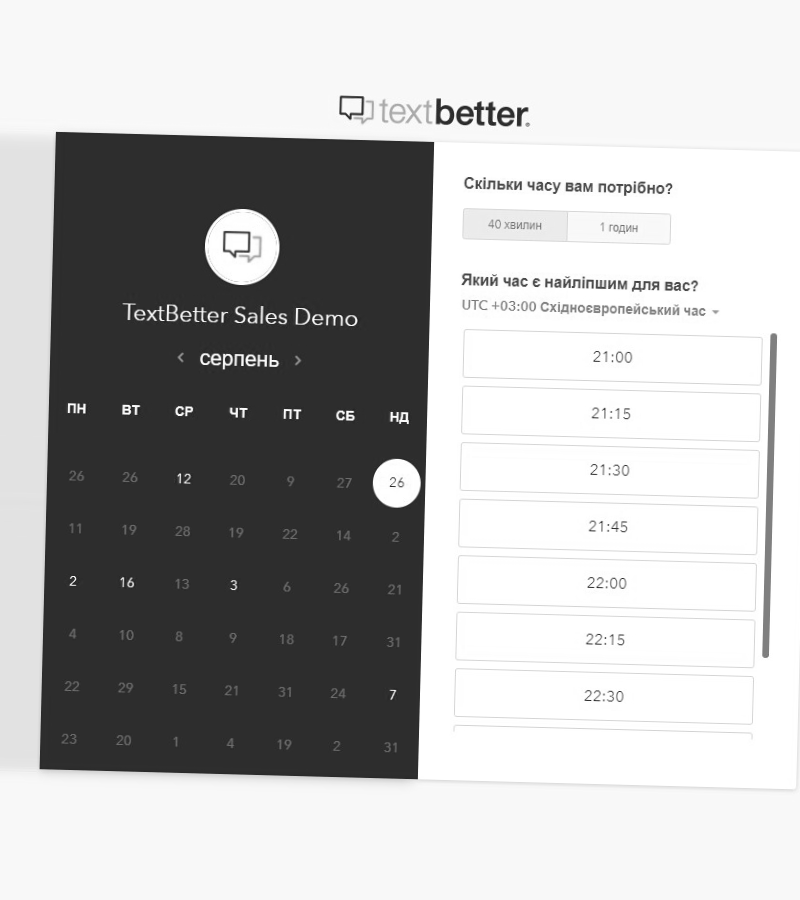 textbetter.
TextBetter Sales Demo
серпень
ПН ВТ СР ЧТ ПТ СБ НД
26 26 12 20 9 27 26
11 19 28 19 22 14 2
2 16 13 3 6 26 21
4 10 8 9 18 17 31
22 29 15 21 31 24 7
23 20 1 4 19 2 31
Скільки часу вам потрібно?
40 хвилин 1 годин
Який час є найліпшим для вас?
UTC +03:00 Східноєвропейський час
21:00
21:15
21:30
21:45
22:00
22:15
22:30